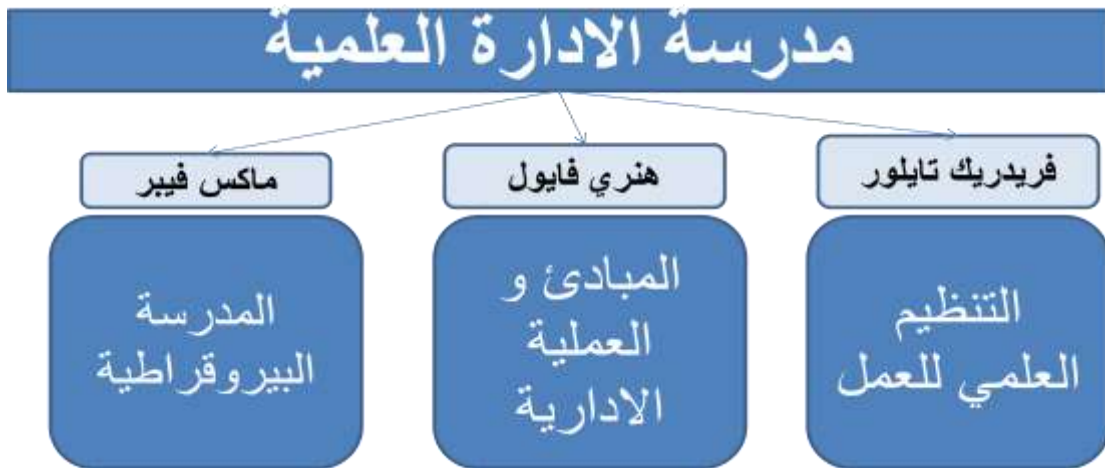 مدرسة الادارة العلمية
فريدريك تايلور
هنري فايول
ماكس فيبر
التنظيم
العلمي للعمل
المبادئ و
العملية
الادارية
المدرسة
البيروقراطية